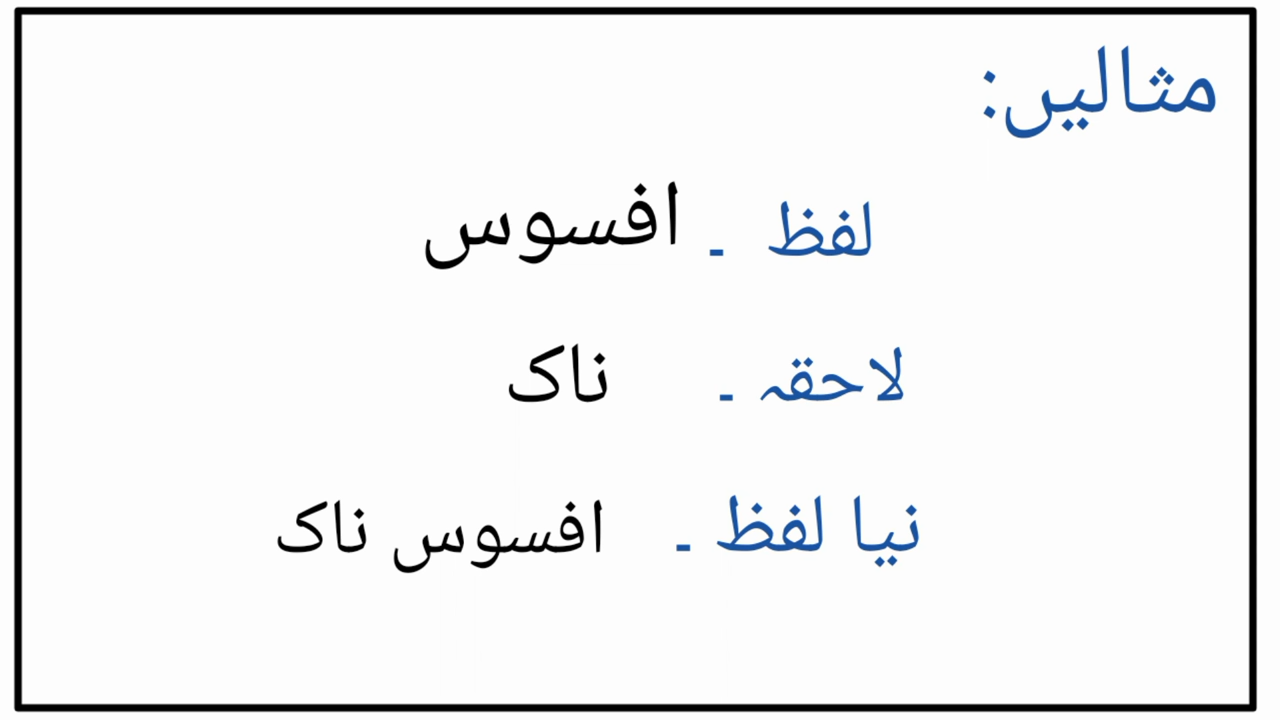 مثالیں:
لفظ ۔ افسوس
لاحقہ ۔ ناک
نیا لفظ ۔ افسوس ناک